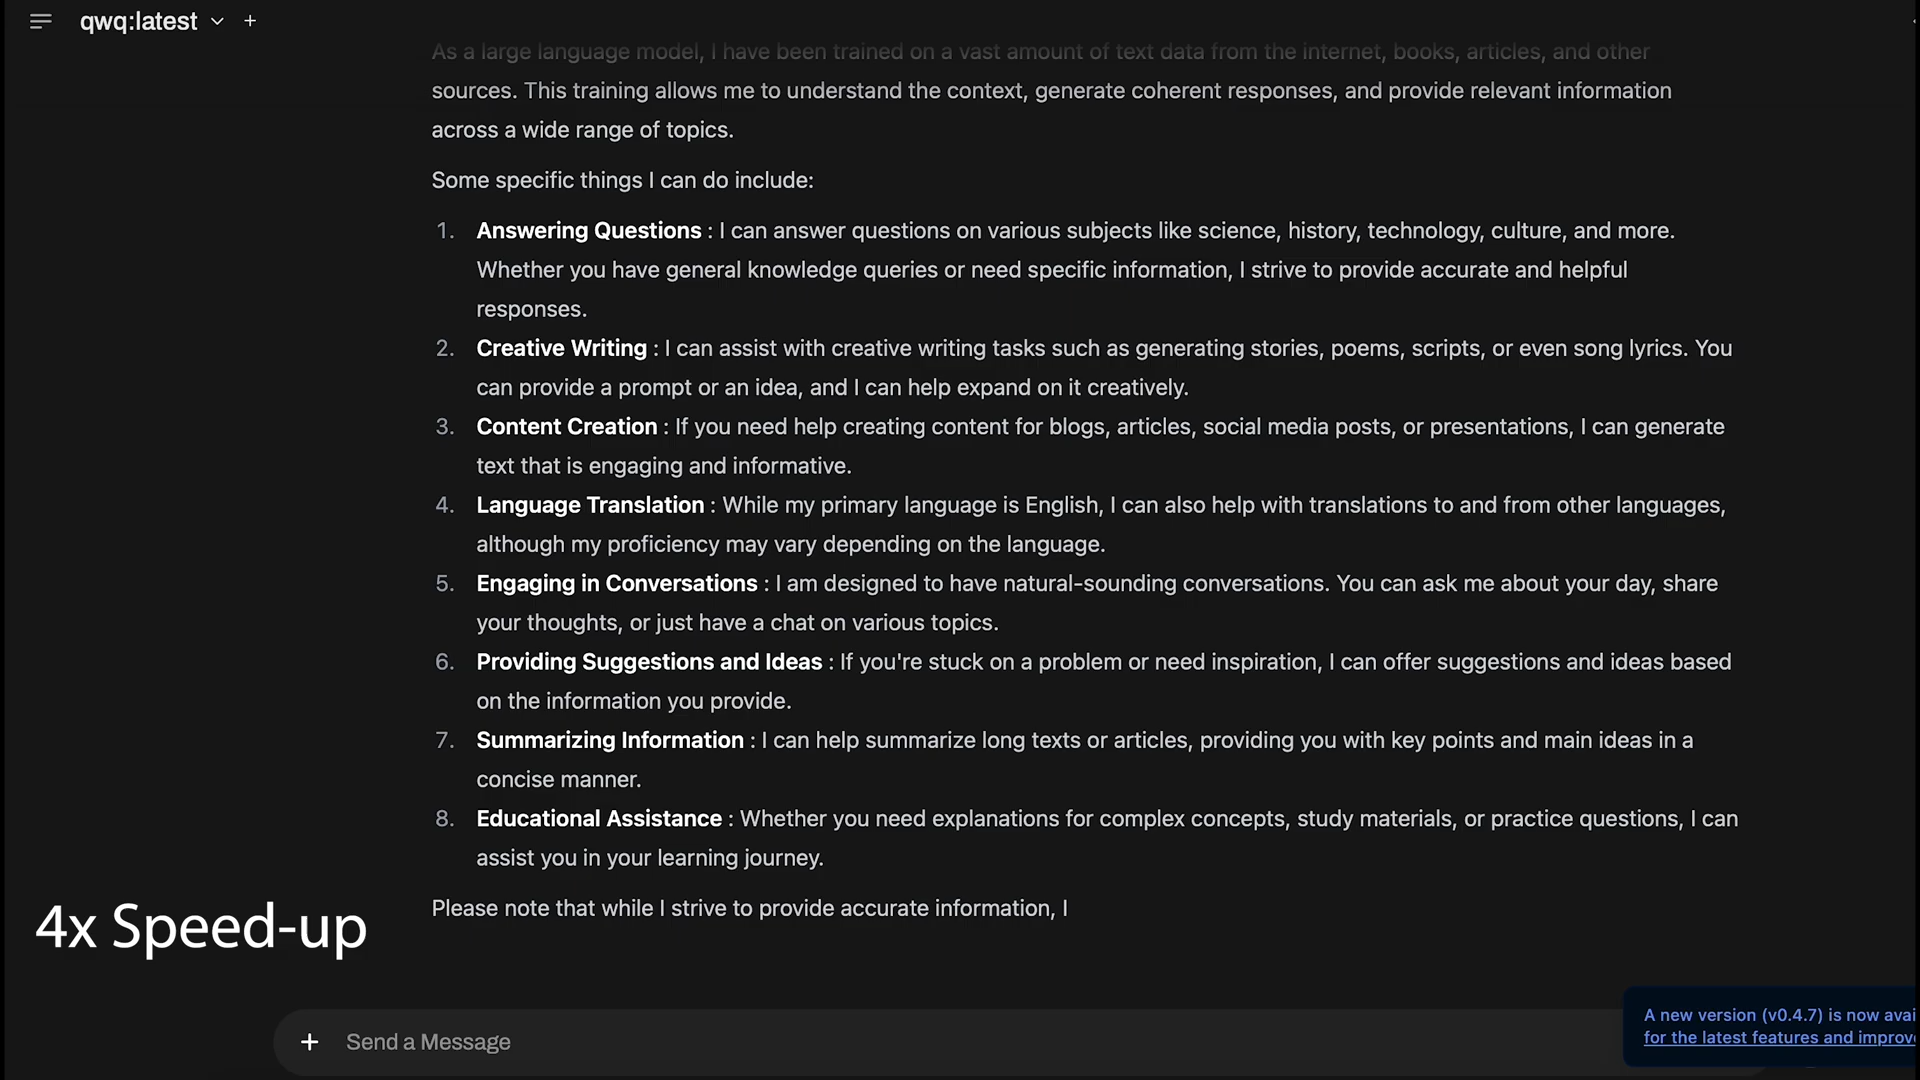 qwq:latest
As a large language model, I have been trained on a vast amount of text data from the internet, books, articles, and other
sources. This training allows me to understand the context, generate coherent responses, and provide relevant information
across a wide range of topics.
Some specific things I can do include:
1. Answering Questions : I can answer questions on various subjects like science, history, technology, culture, and more.
Whether you have general knowledge queries or need specific information, I strive to provide accurate and helpful
responses.
2. Creative Writing : I can assist with creative writing tasks such as generating stories, poems, scripts, or even song lyrics. You
can provide a prompt or an idea, and I can help expand on it creatively.
3. Content Creation : If you need help creating content for blogs, articles, social media posts, or presentations, I can generate
text that is engaging and informative.
4. Language Translation : While my primary language is English, I can also help with translations to and from other languages,
although my proficiency may vary depending on the language.
5. Engaging in Conversations : I am designed to have natural-sounding conversations. You can ask me about your day, share
your thoughts, or just have a chat on various topics.
6. Providing Suggestions and Ideas : If you're stuck on a problem or need inspiration, I can offer suggestions and ideas based
on the information you provide.
7. Summarizing Information : I can help summarize long texts or articles, providing you with key points and main ideas in a
concise manner.
8. Educational Assistance : Whether you need explanations for complex concepts, study materials, or practice questions, I can
assist you in your learning journey.
Please note that while I strive to provide accurate information, I
4x Speed-up
Send a Message
A new version (v0.4.7) is now avai
for the latest features and improve